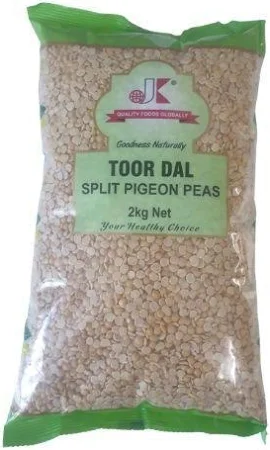 JK
QUALITY FOODS GLOBALLY
Goodness Naturally
TOOR DAL
SPLIT PIGEON PEAS
2kg Net
Your Healthy Choice